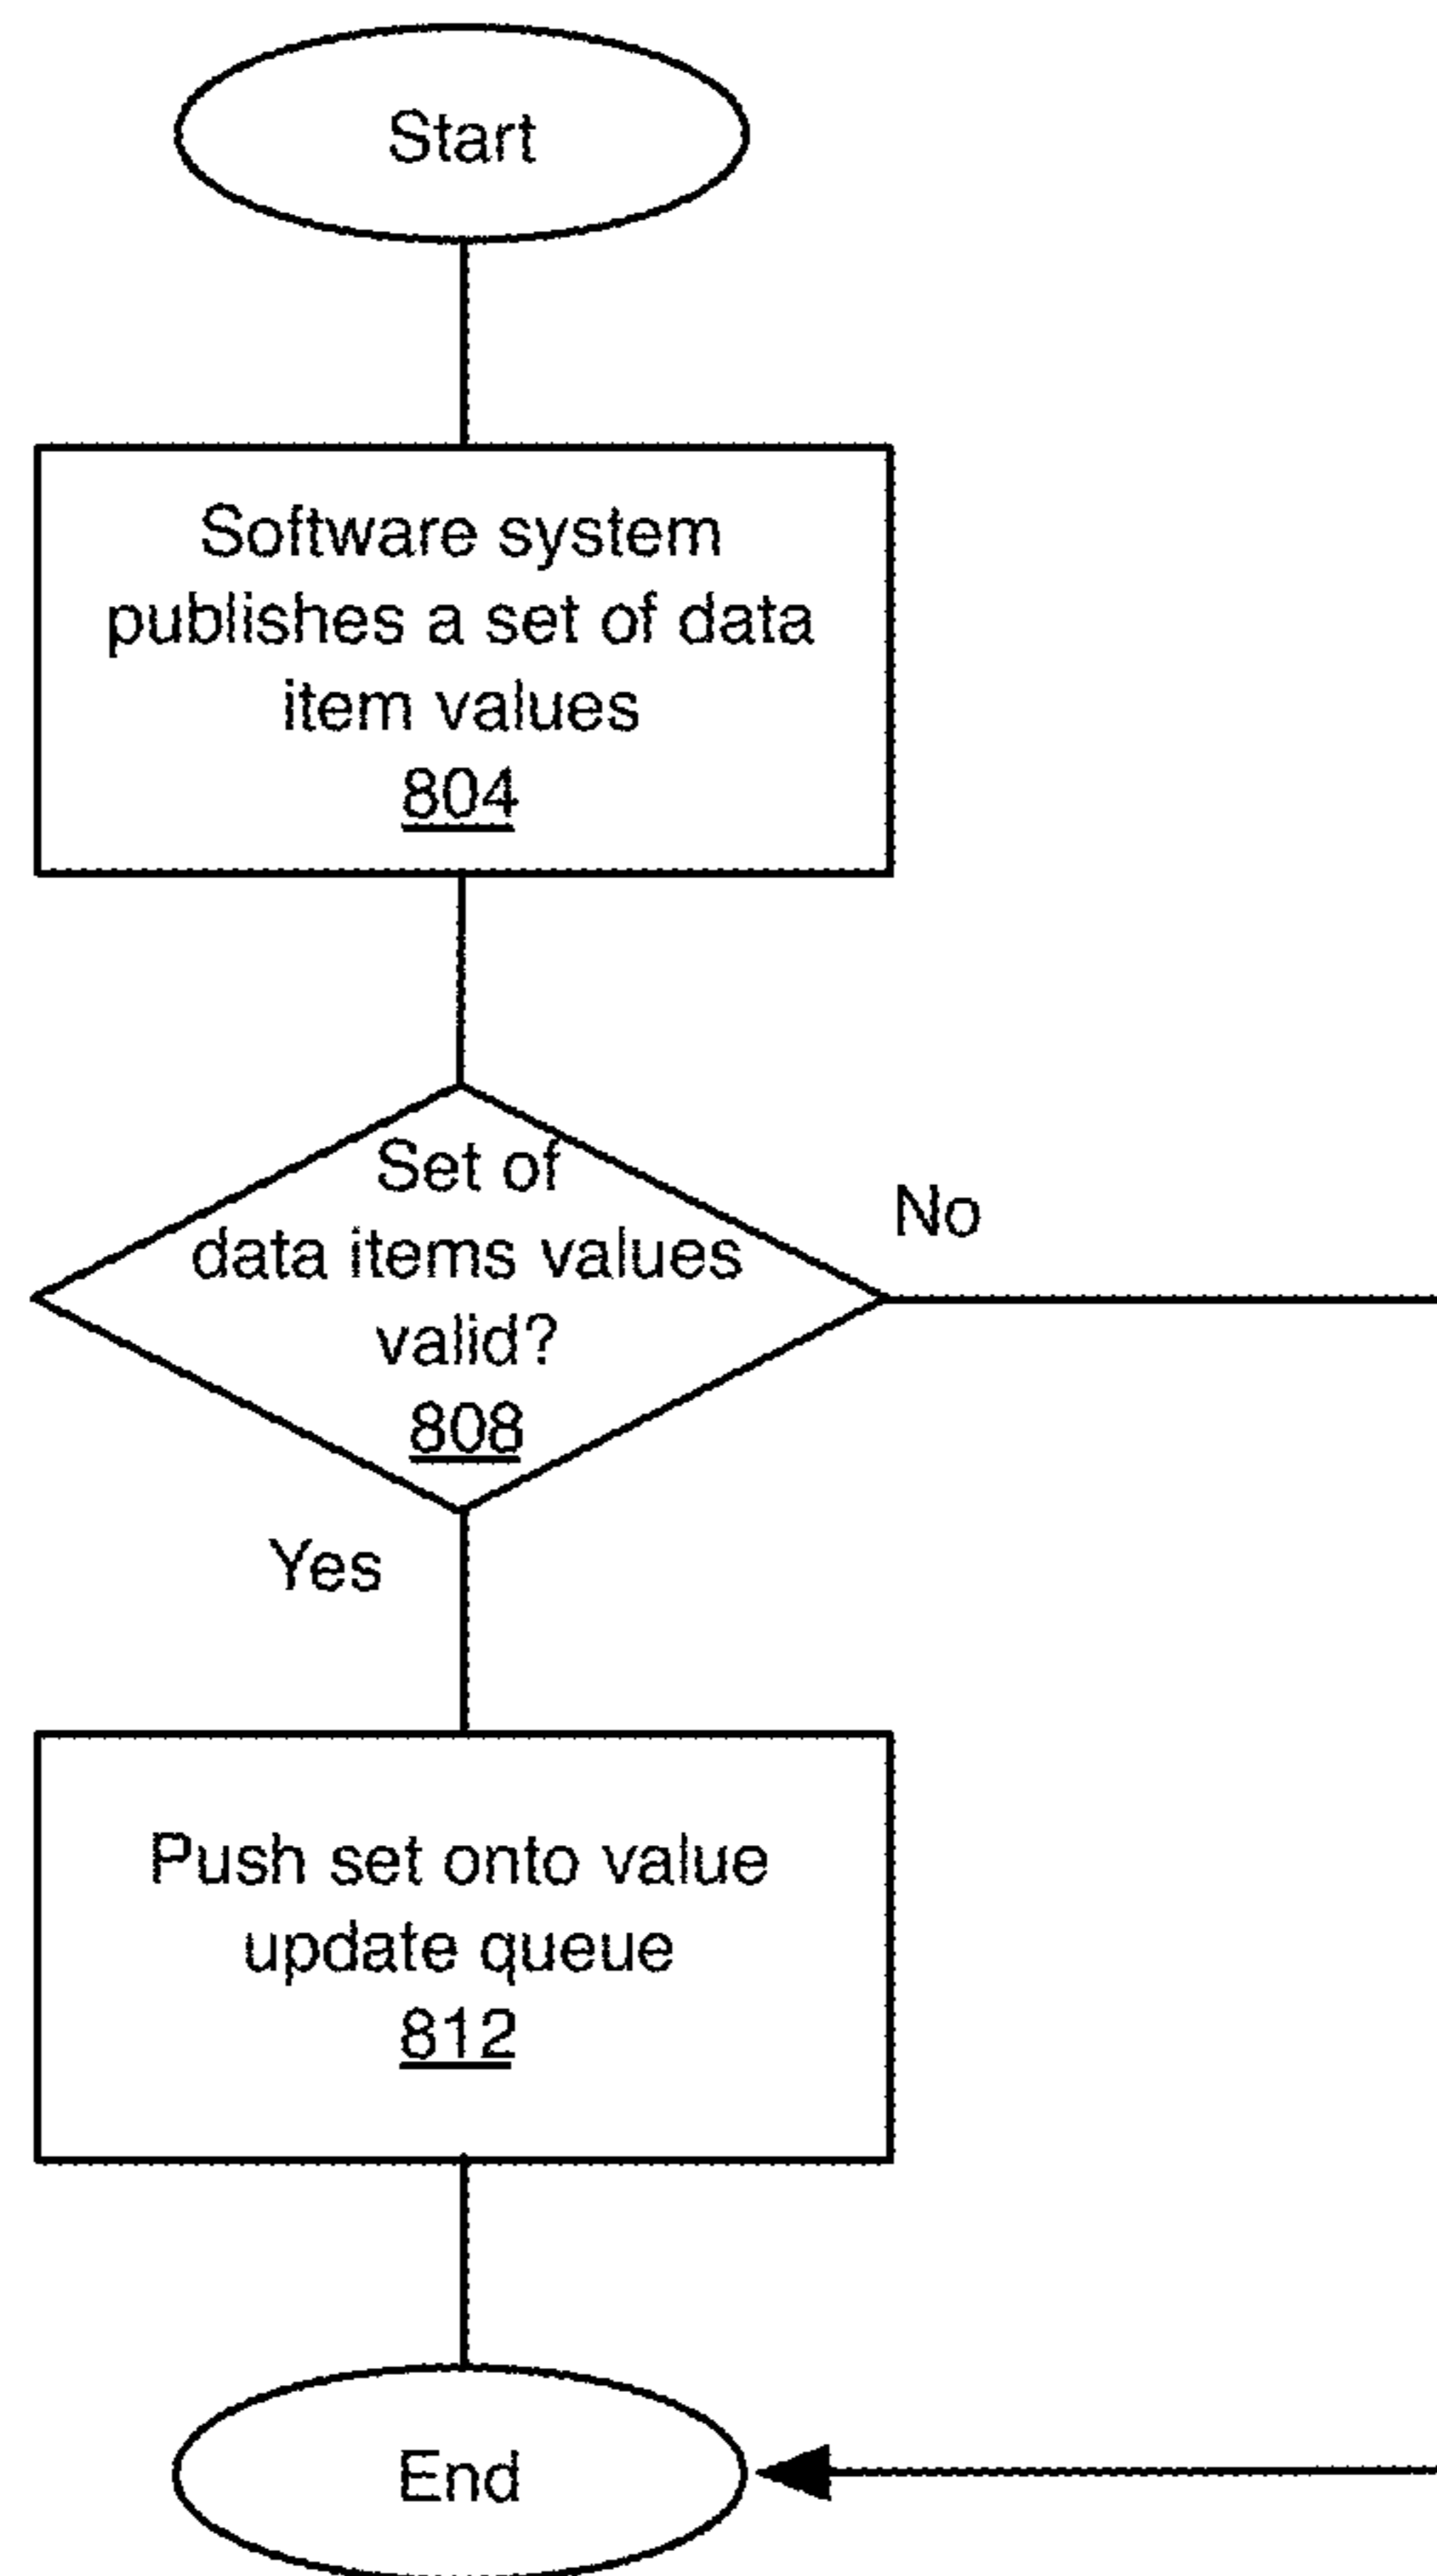 Start
Software system
publishes a set of data
item values
804
Set of
data items values
valid?
808
No
Yes
Push set onto value
update queue
812
End